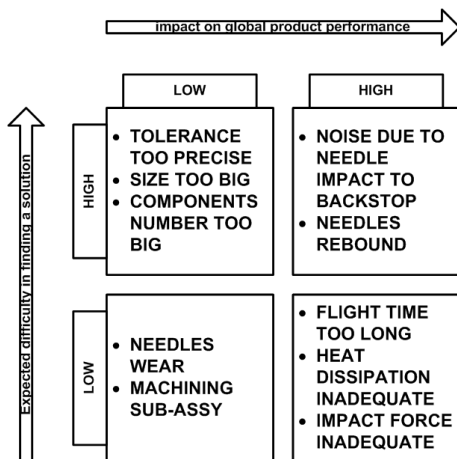 impact on global product performance
LOW
HIGH
Expected difficulty in finding a solution
HIGH
• TOLERANCE
TOO PRECISE
• SIZE TOO BIG
• COMPONENTS
NUMBER TOO
BIG
• NOISE DUE TO
NEEDLE
IMPACT TO
BACKSTOP
• NEEDLES
REBOUND
LOW
• NEEDLES
WEAR
• MACHINING
SUB-ASSY
• FLIGHT TIME
TOO LONG
• HEAT
DISSIPATION
INADEQUATE
• IMPACT FORCE
INADEQUATE